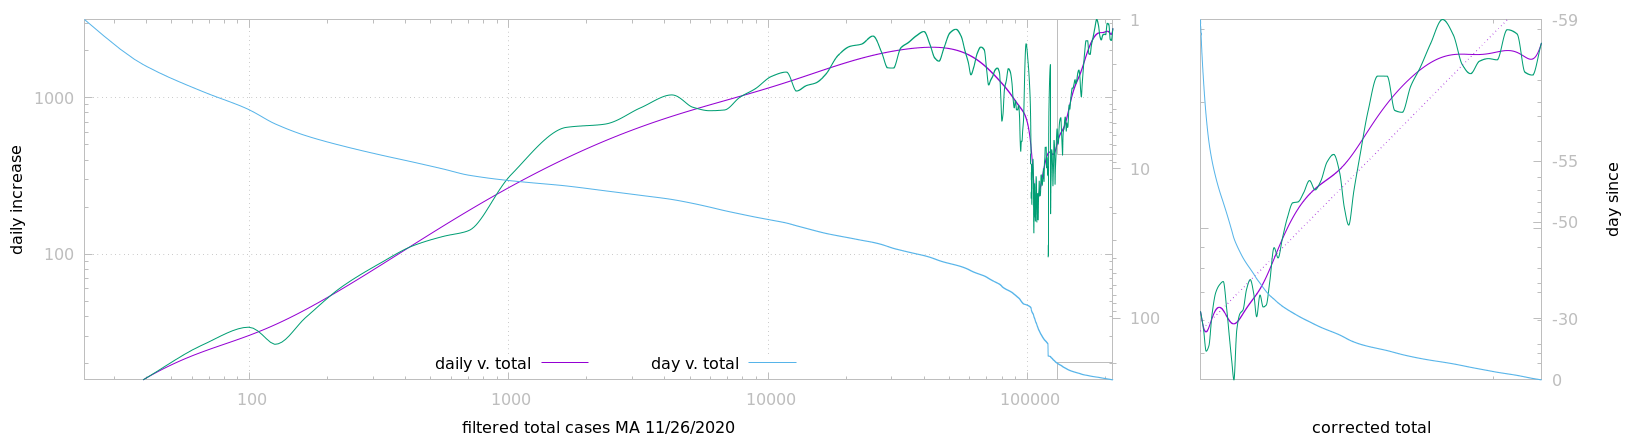 1000
100
daily increase
daily v. total
day v. total
100
1000
10000
100000
filtered total cases MA 11/26/2020
1
10
100
-59
-55
-50
-30
0
day since
corrected total